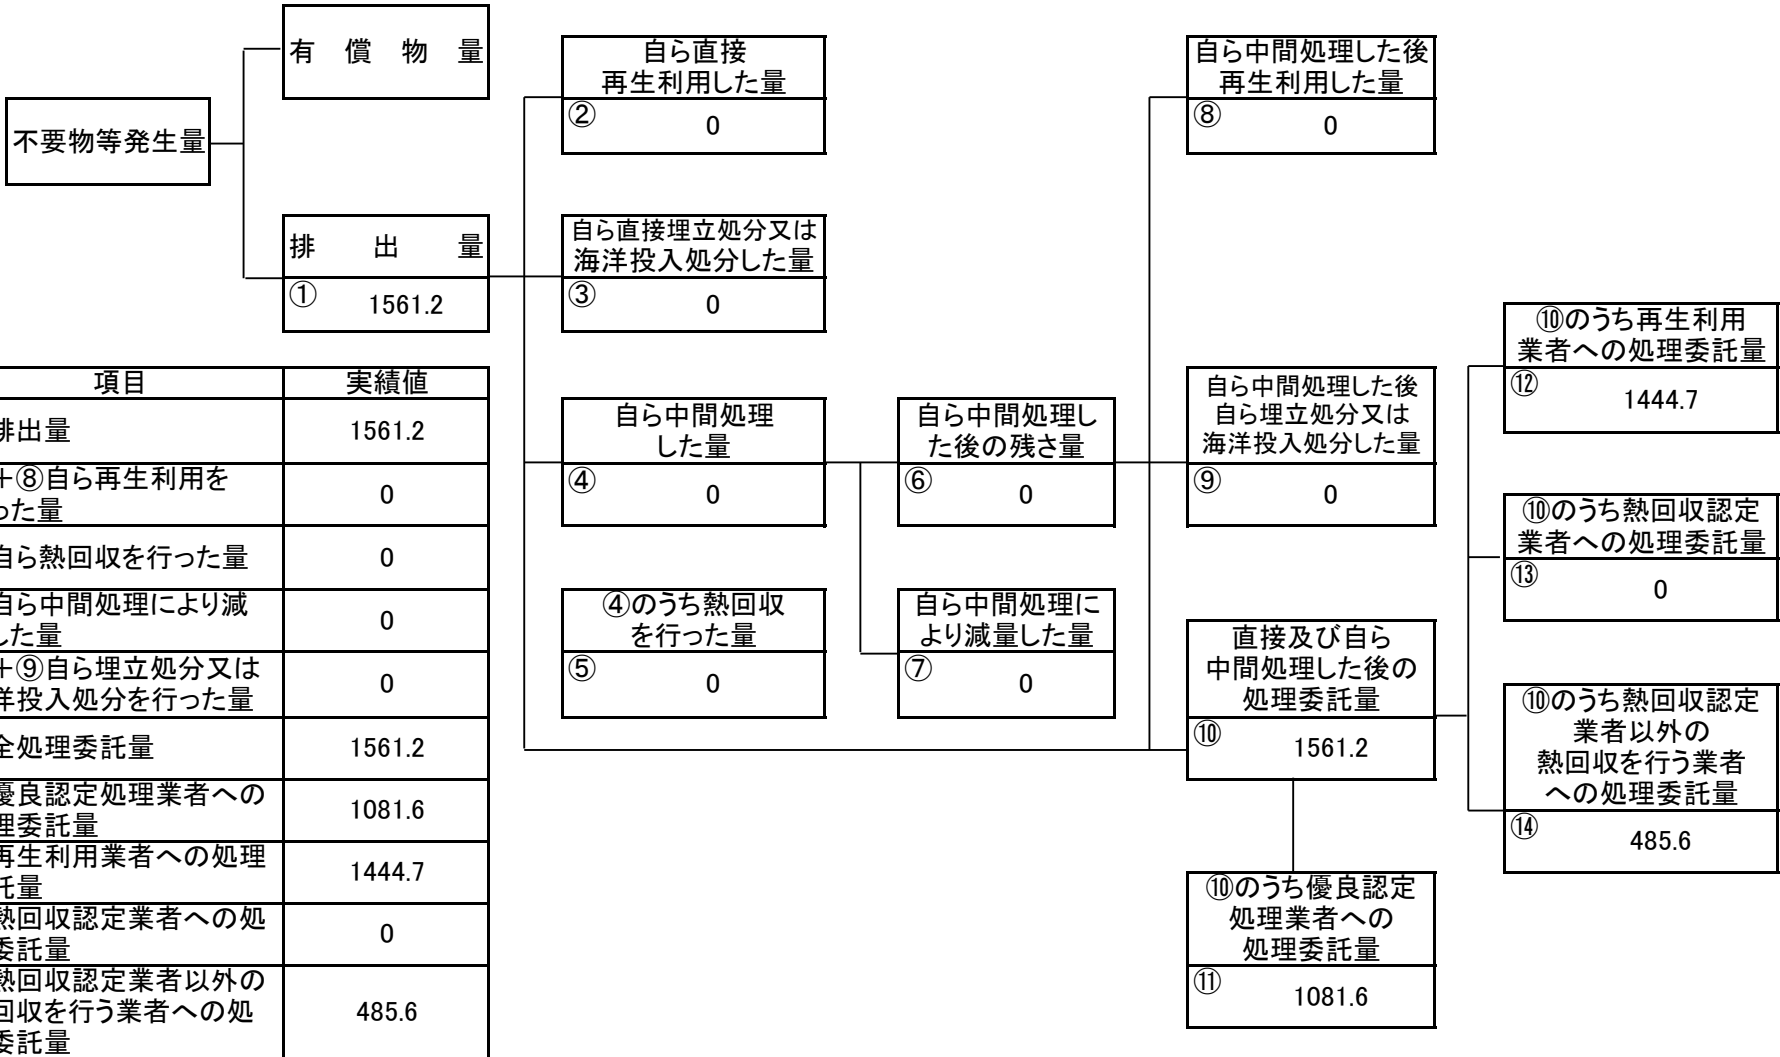 有償物量
不要物等発生量
排出量
① 1561.2
自ら直接
再生利用した量
② 0
自ら直接埋立処分又は
海洋投入処分した量
③ 0
自ら中間処理
した量
④ 0
④のうち熱回収
を行った量
⑤ 0
自ら中間処理し
た後の残さ量
⑥ 0
自ら中間処理に
より減量した量
⑦ 0
自ら中間処理した後
再生利用した量
⑧ 0
自ら中間処理した後
自ら埋立処分又は
海洋投入処分した量
⑨ 0
直接及び自ら
中間処理した後の
処理委託量
⑩ 1561.2
⑩のうち優良認定
処理業者への
処理委託量
⑪ 1081.6
⑩のうち再生利用
業者への処理委託量
⑫ 1444.7
⑩のうち熱回収認定
業者への処理委託量
⑬ 0
⑩のうち熱回収認定
業者以外の
熱回収を行う業者
への処理委託量
⑭ 485.6
項目 実績値
排出量 1561.2
+⑧自ら再生利用を
った量 0
自ら熱回収を行った量 0
自ら中間処理により減
した量 0
+⑨自ら埋立処分又は
洋投入処分を行った量 0
全処理委託量 1561.2
優良認定処理業者への
理委託量 1081.6
再生利用業者への処理
託量 1444.7
熱回収認定業者への処
委託量 0
熱回収認定業者以外の
回収を行う業者への処
委託量 485.6